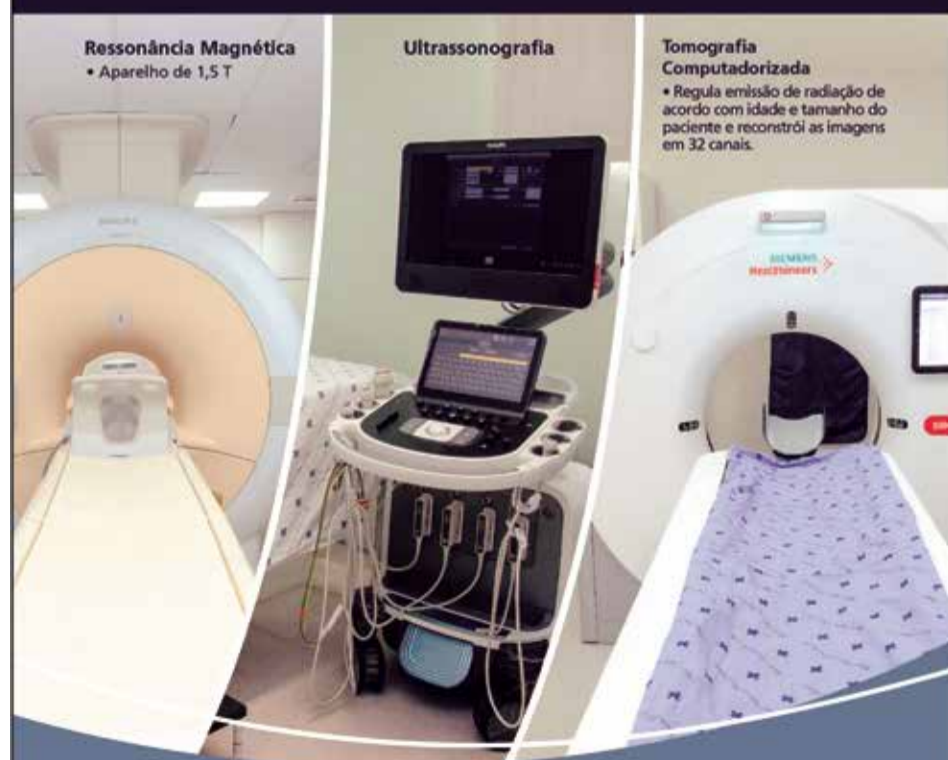 Ressonância Magnética
• Aparelho de 1,5 T
Ultrassonografia
Tomografia
Computadorizada
• Regula emissão de radiação de
acordo com idade e tamanho do
paciente e reconstrói as imagens
em 32 canais.
PHILIPS
SIEMENS
Healthineers